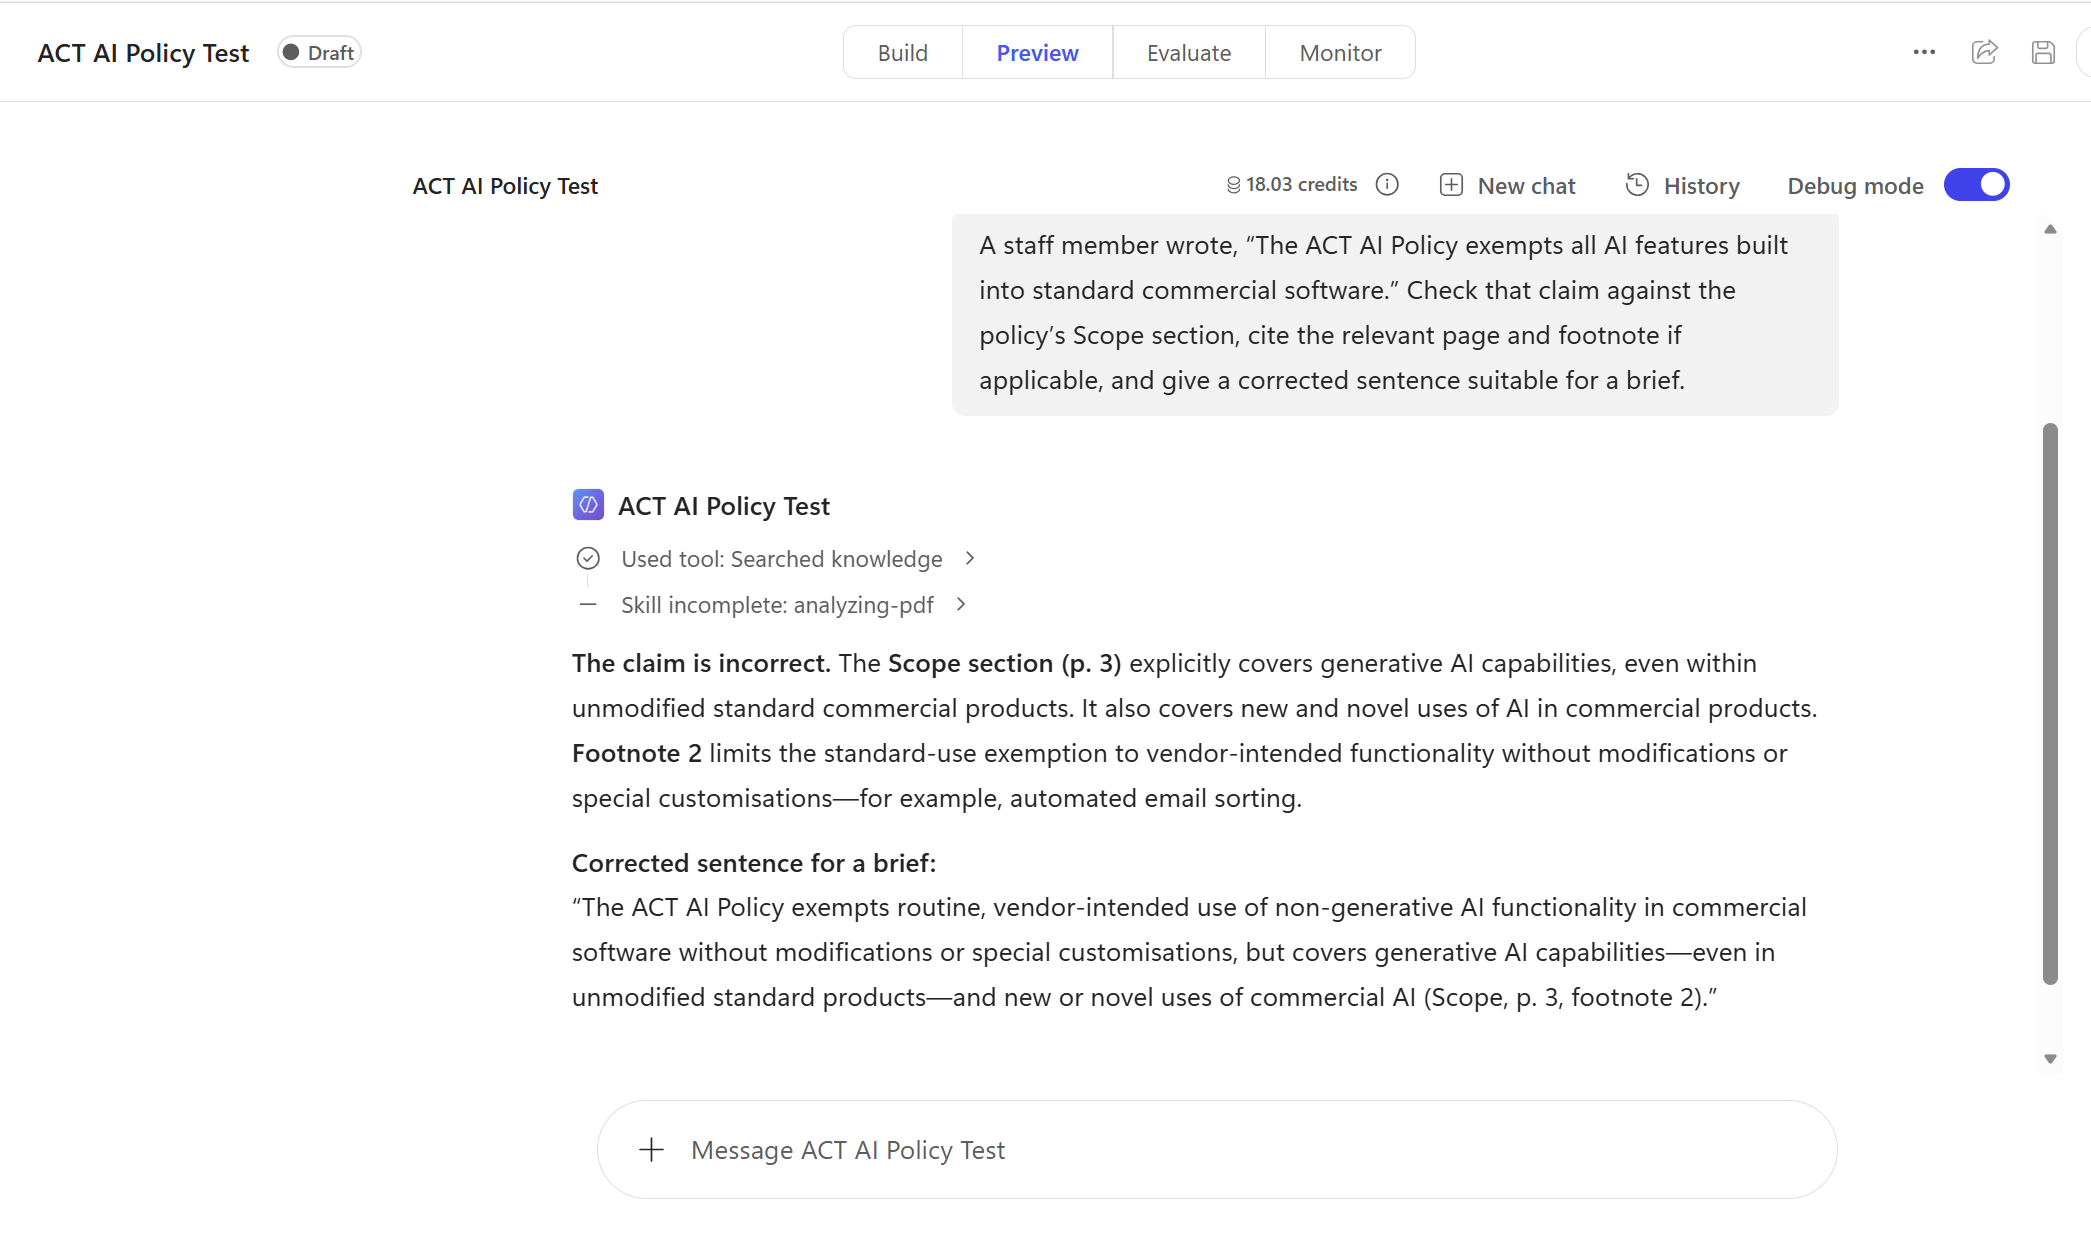 ACT AI Policy Test
Draft
Build
Preview
Evaluate
Monitor
ACT AI Policy Test
18.03 credits
New chat
History
Debug mode
A staff member wrote, “The ACT AI Policy exempts all AI features built
into standard commercial software.” Check that claim against the
policy’s Scope section, cite the relevant page and footnote if
applicable, and give a corrected sentence suitable for a brief.
ACT AI Policy Test
Used tool: Searched knowledge
Skill incomplete: analyzing-pdf
The claim is incorrect. The Scope section (p. 3) explicitly covers generative AI capabilities, even within
unmodified standard commercial products. It also covers new and novel uses of AI in commercial products.
Footnote 2 limits the standard-use exemption to vendor-intended functionality without modifications or
special customisations—for example, automated email sorting.
Corrected sentence for a brief:
“The ACT AI Policy exempts routine, vendor-intended use of non-generative AI functionality in commercial
software without modifications or special customisations, but covers generative AI capabilities—even in
unmodified standard products—and new or novel uses of commercial AI (Scope, p. 3, footnote 2).”
Message ACT AI Policy Test